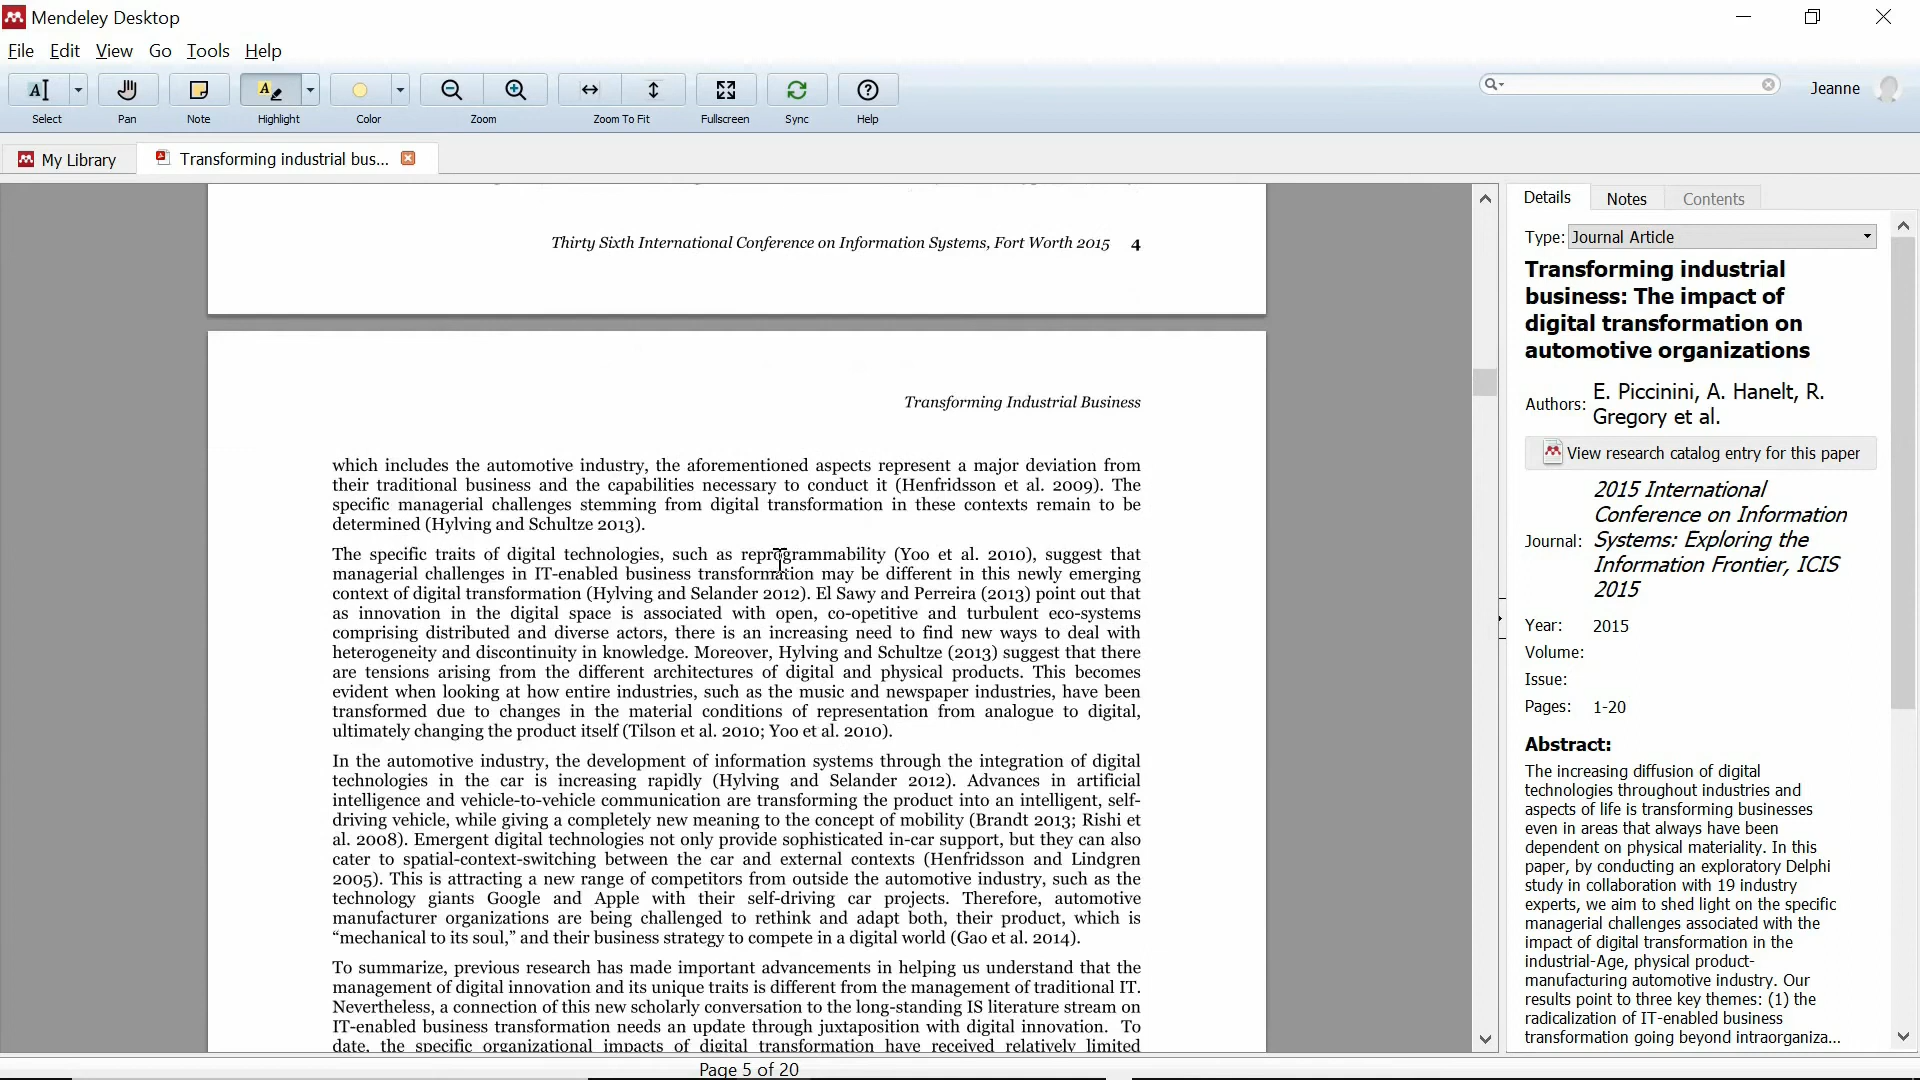 Mendeley Desktop
File Edit View Go Tools Help
Select Pan Note Highlight Color Zoom Zoom To Fit Fullscreen Sync Help
Jeanne
My Library Transforming industrial bus...
Thirty Sixth International Conference on Information Systems, Fort Worth 2015 4
Transforming Industrial Business
which includes the automotive industry, the aforementioned aspects represent a major deviation from
their traditional business and the capabilities necessary to conduct it (Henfridsson et al. 2009). The
specific managerial challenges stemming from digital transformation in these contexts remain to be
determined (Hylving and Schultze 2013).
The specific traits of digital technologies, such as reprogrammability (Yoo et al. 2010), suggest that
managerial challenges in IT-enabled business transformation may be different in this newly emerging
context of digital transformation (Hylving and Selander 2012). El Sawy and Perreira (2013) point out that
as innovation in the digital space is associated with open, co-opetitive and turbulent eco-systems
comprising distributed and diverse actors, there is an increasing need to find new ways to deal with
heterogeneity and discontinuity in knowledge. Moreover, Hylving and Schultze (2013) suggest that there
are tensions arising from the different architectures of digital and physical products. This becomes
evident when looking at how entire industries, such as the music and newspaper industries, have been
transformed due to changes in the material conditions of representation from analogue to digital,
ultimately changing the product itself (Tilson et al. 2010; Yoo et al. 2010).
In the automotive industry, the development of information systems through the integration of digital
technologies in the car is increasing rapidly (Hylving and Selander 2012). Advances in artificial
intelligence and vehicle-to-vehicle communication are transforming the product into an intelligent, self-
driving vehicle, while giving a completely new meaning to the concept of mobility (Brandt 2013; Rishi et
al. 2008). Emergent digital technologies not only provide sophisticated in-car support, but they can also
cater to spatial-context-switching between the car and external contexts (Henfridsson and Lindgren
2005). This is attracting a new range of competitors from outside the automotive industry, such as the
technology giants Google and Apple with their self-driving car projects. Therefore, automotive
manufacturer organizations are being challenged to rethink and adapt both, their product, which is
“mechanical to its soul,” and their business strategy to compete in a digital world (Gao et al. 2014).
To summarize, previous research has made important advancements in helping us understand that the
management of digital innovation and its unique traits is different from the management of traditional IT.
Nevertheless, a connection of this new scholarly conversation to the long-standing IS literature stream on
IT-enabled business transformation needs an update through juxtaposition with digital innovation. To
date, the specific organizational impacts of digital transformation have received relatively limited
Page 5 of 20
Details Notes Contents
Type: Journal Article
Transforming industrial
business: The impact of
digital transformation on
automotive organizations
Authors: E. Piccinini, A. Hanelt, R.
Gregory et al.
View research catalog entry for this paper
Journal: 2015 International
Conference on Information
Systems: Exploring the
Information Frontier, ICIS
2015
Year: 2015
Volume:
Issue:
Pages: 1-20
Abstract:
The increasing diffusion of digital
technologies throughout industries and
aspects of life is transforming businesses
even in areas that always have been
dependent on physical materiality. In this
paper, by conducting an exploratory Delphi
study in collaboration with 19 industry
experts, we aim to shed light on the specific
managerial challenges associated with the
impact of digital transformation in the
industrial-Age, physical product-
manufacturing automotive industry. Our
results point to three key themes: (1) the
radicalization of IT-enabled business
transformation going beyond intraorganiza...